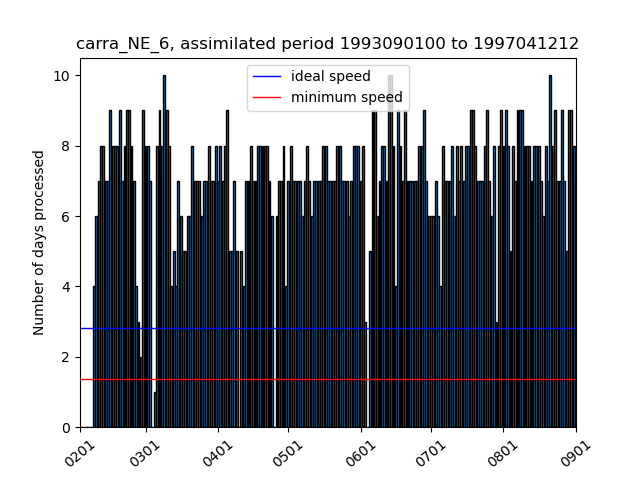 carra_NE_6, assimilated period 1993090100 to 1997041212
ideal speed
minimum speed
Number of days processed
10
8
6
4
2
0
0201 0301 0401 0501 0601 0701 0801 0901